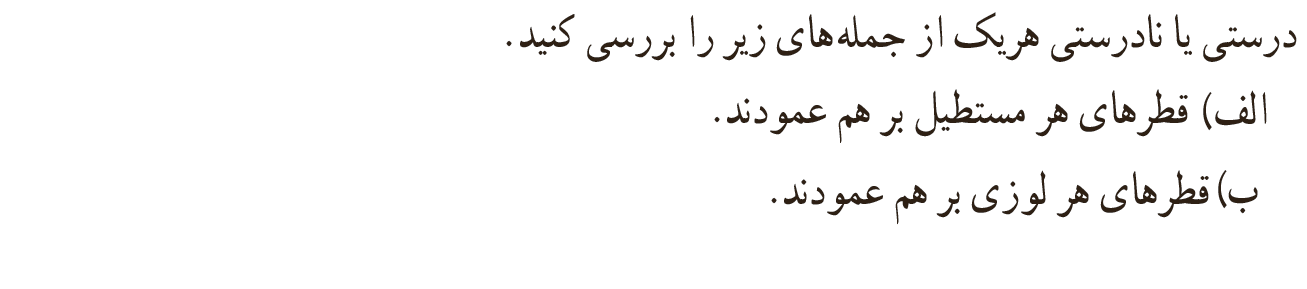 درستی یا نادرستی هریک از جمله‌های زیر را بررسی کنید.
الف) قطرهای هر مستطیل بر هم عمودند.
ب) قطرهای هر لوزی بر هم عمودند.